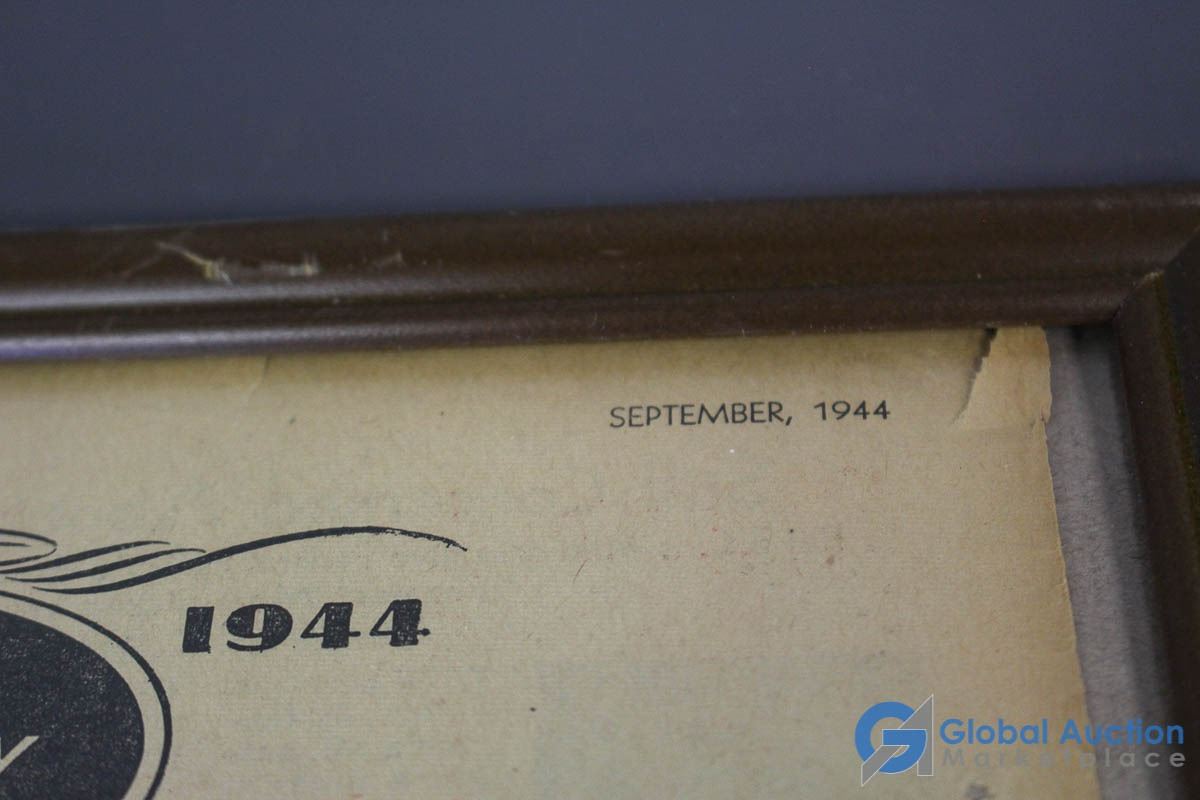 SEPTEMBER, 1944
1944
Global Auction
Marketplace